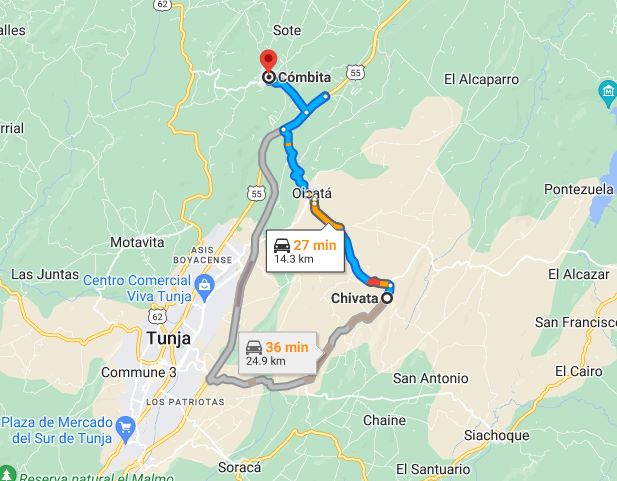 62
Sote
alles
Cómbita
55
El Alcaparro
rrial
Oicatá
Pontezuela
55
Motavita
ASIS
BOYACENSE
27 min
14.3 km
Las Juntas
Centro Comercial
Viva Tunja
El Alcazar
Chivata
62
San Francisco
Tunja
36 min
24.9 km
Commune 3
El Cairo
San Antonio
LOS PATRIOTAS
Chaine
Plaza de Mercado
del Sur de Tunja
Siachoque
Soracá
El Santuario
Reserva natural el Malmo